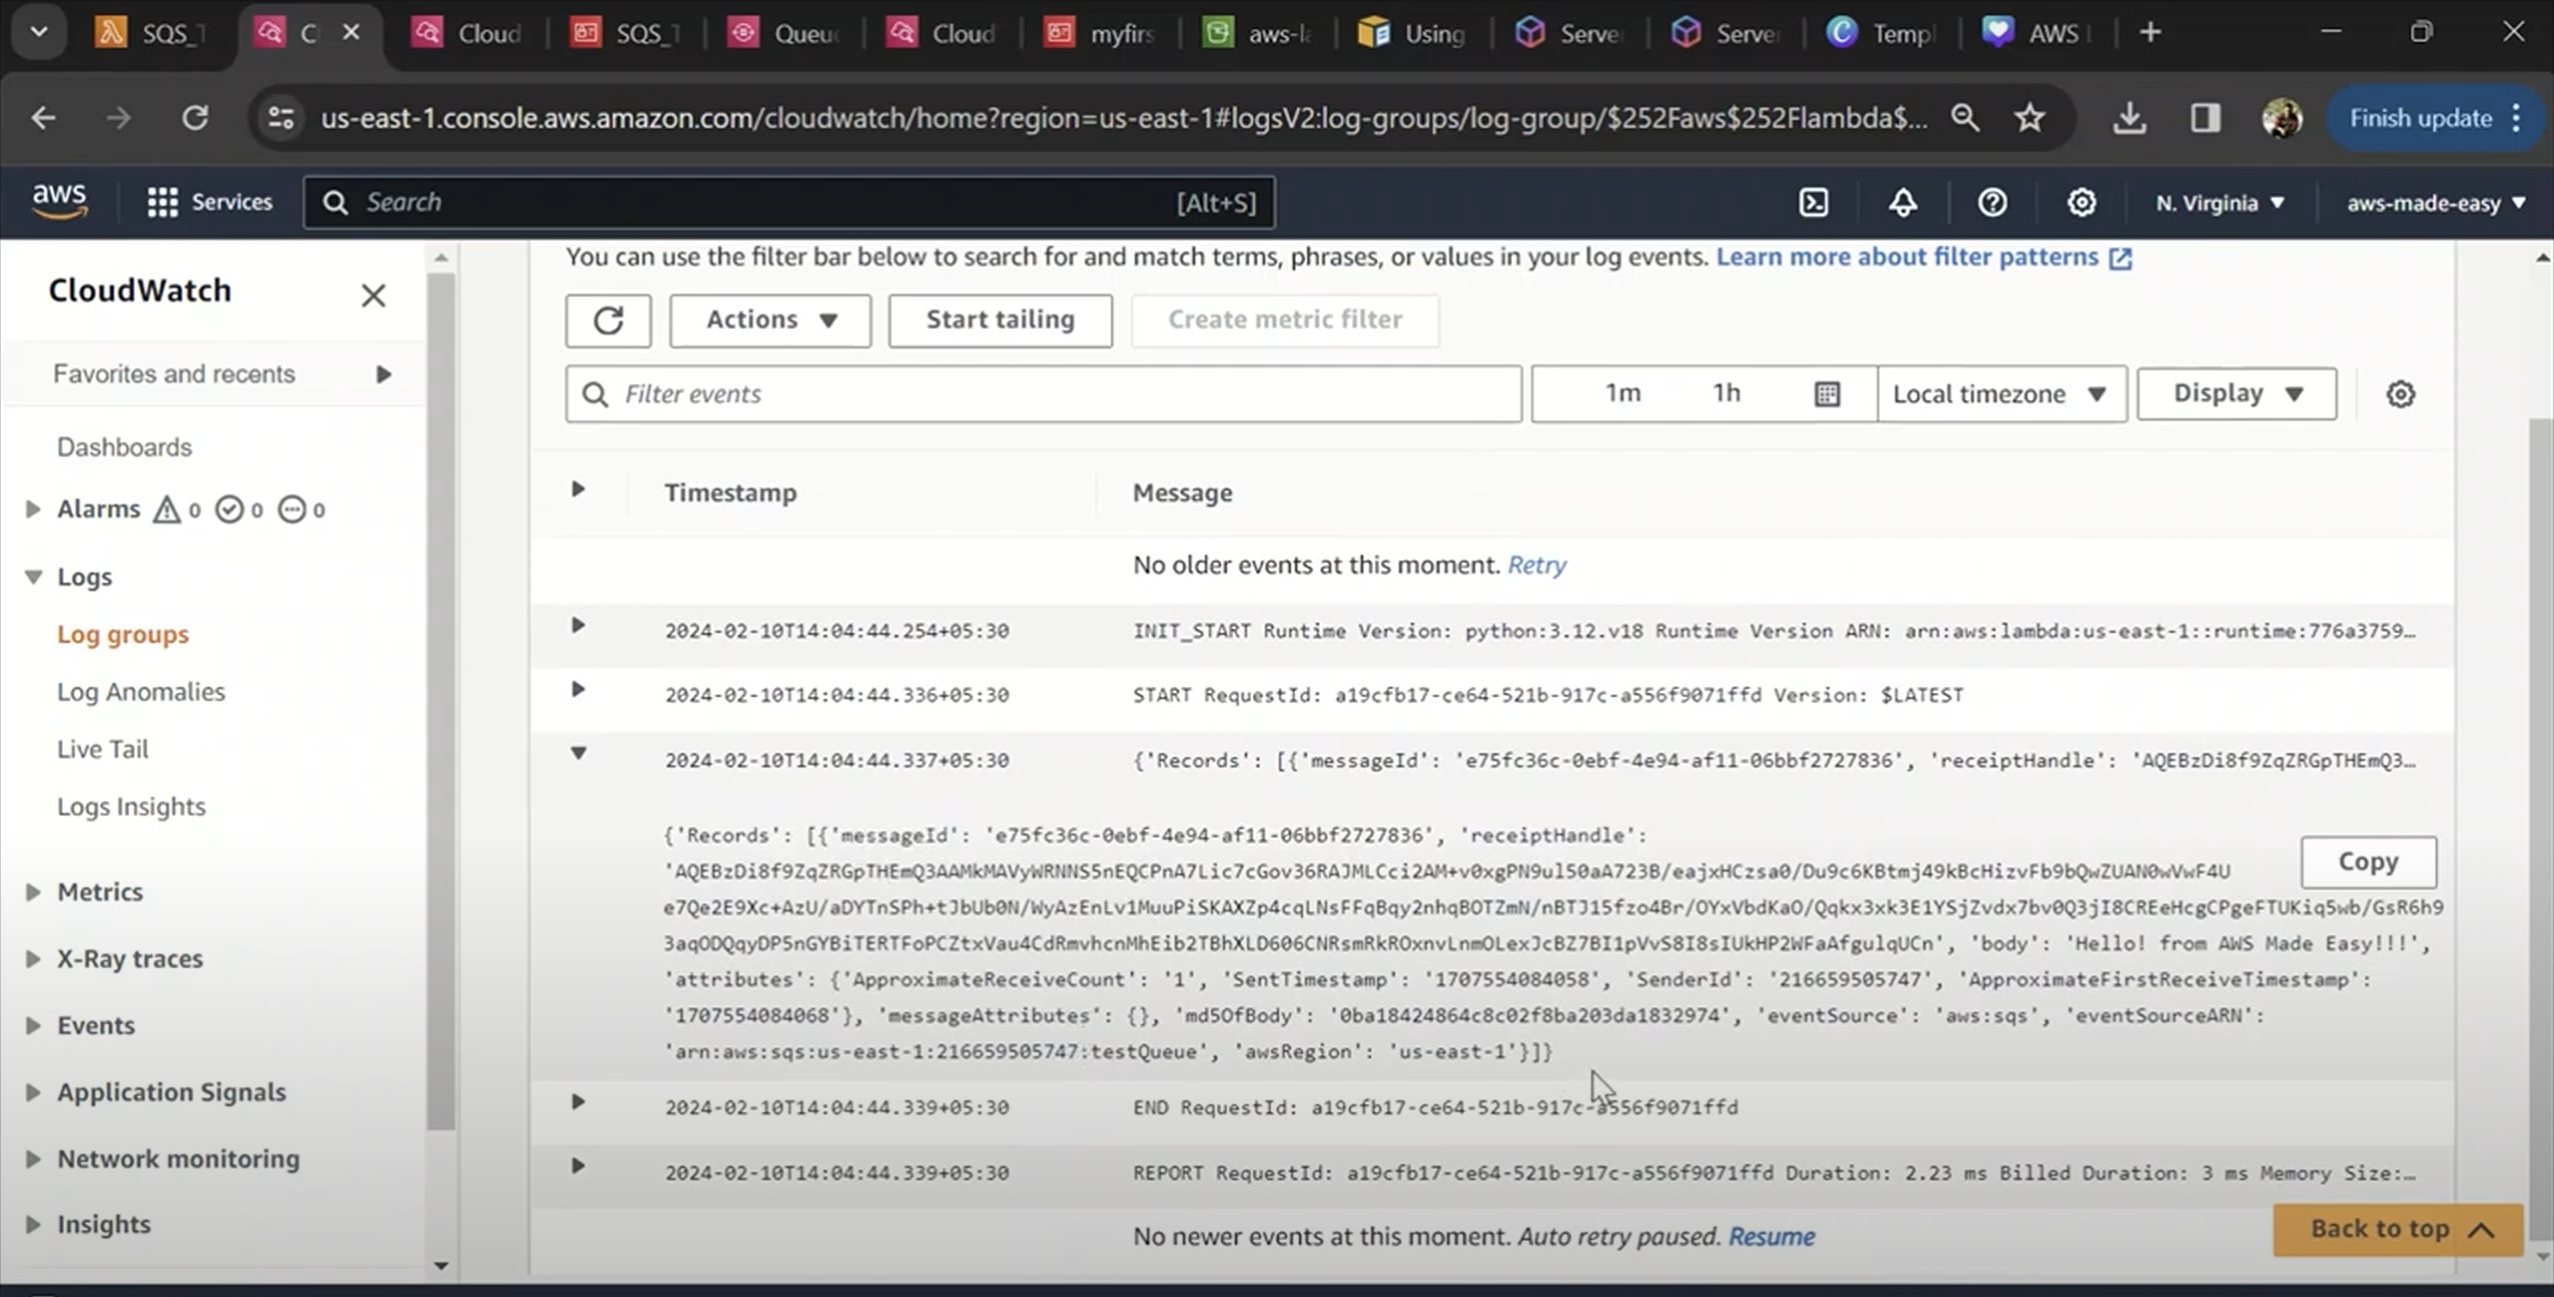 SQS_T
C
Cloud
SQS_T
Queue
Cloud
myfirs
aws-la
Using
Server
Server
Templ
AWS
us-east-1.console.aws.amazon.com/cloudwatch/home?region=us-east-1#logsV2:log-groups/log-group/$252Faws$252Flambda$...
Finish update
aws
Services
Search
[Alt+S]
N. Virginia
aws-made-easy
CloudWatch
Favorites and recents
Dashboards
Alarms 0 0 0
Logs
Log groups
Log Anomalies
Live Tail
Logs Insights
Metrics
X-Ray traces
Events
Application Signals
Network monitoring
Insights
You can use the filter bar below to search for and match terms, phrases, or values in your log events. Learn more about filter patterns
Actions
Start tailing
Create metric filter
Filter events
1m
1h
Local timezone
Display
Timestamp
Message
No older events at this moment. Retry
2024-02-10T14:04:44.254+05:30 INIT_START Runtime Version: python:3.12.v18 Runtime Version ARN: arn:aws:lambda:us-east-1::runtime:776a3759...
2024-02-10T14:04:44.336+05:30 START RequestId: a19cfb17-ce64-521b-917c-a556f9071ffd Version: $LATEST
2024-02-10T14:04:44.337+05:30 {'Records': [{'messageId': 'e75fc36c-0ebf-4e94-af11-06bbf2727836', 'receiptHandle': 'AQEBzDi8f9ZqZRGpTHEmQ3...
{'Records': [{'messageId': 'e75fc36c-0ebf-4e94-af11-06bbf2727836', 'receiptHandle':
'AQEBzDi8f9ZqZRGpTHEmQ3AAMkMAVyWRNNS5nEQCPnA7Lic7cGov36RAJMLCci2AM+v0xgPN9ul50aA723B/eajxHCzsa0/Du9c6KBtmj49kBcHizvFb9bQwZUAN0wVwF4U
e7Qe2E9Xc+AzU/aDYTnSPh+tJbUb0N/WyAzEnLv1MuuPiSKAXZp4cqLNsFFqBqy2nhqBOTZmN/nBTJ15fzo4Br/OYxVbdKaO/Qqkx3xk3E1YSjZvdx7bv0Q3jI8CREeHcgCPgeFTUKiq5wb/GsR6h9
3aqODQqyDP5nGYBiTERTFoPCZtxVau4CdRmvhcnMhEib2TBhXLD606CNRsmRkROxnvLnmOLexJcBZ7BI1pVvS8I8sIUkHP2WFaAfgulqUCn', 'body': 'Hello! from AWS Made Easy!!!',
'attributes': {'ApproximateReceiveCount': '1', 'SentTimestamp': '1707554084058', 'SenderId': '216659505747', 'ApproximateFirstReceiveTimestamp':
'1707554084068'}, 'messageAttributes': {}, 'md5OfBody': '0ba18424864c8c02f8ba203da1832974', 'eventSource': 'aws:sqs', 'eventSourceARN':
'arn:aws:sqs:us-east-1:216659505747:testQueue', 'awsRegion': 'us-east-1'}]}
Copy
2024-02-10T14:04:44.339+05:30 END RequestId: a19cfb17-ce64-521b-917c-a556f9071ffd
2024-02-10T14:04:44.339+05:30 REPORT RequestId: a19cfb17-ce64-521b-917c-a556f9071ffd Duration: 2.23 ms Billed Duration: 3 ms Memory Size:...
No newer events at this moment. Auto retry paused. Resume
Back to top